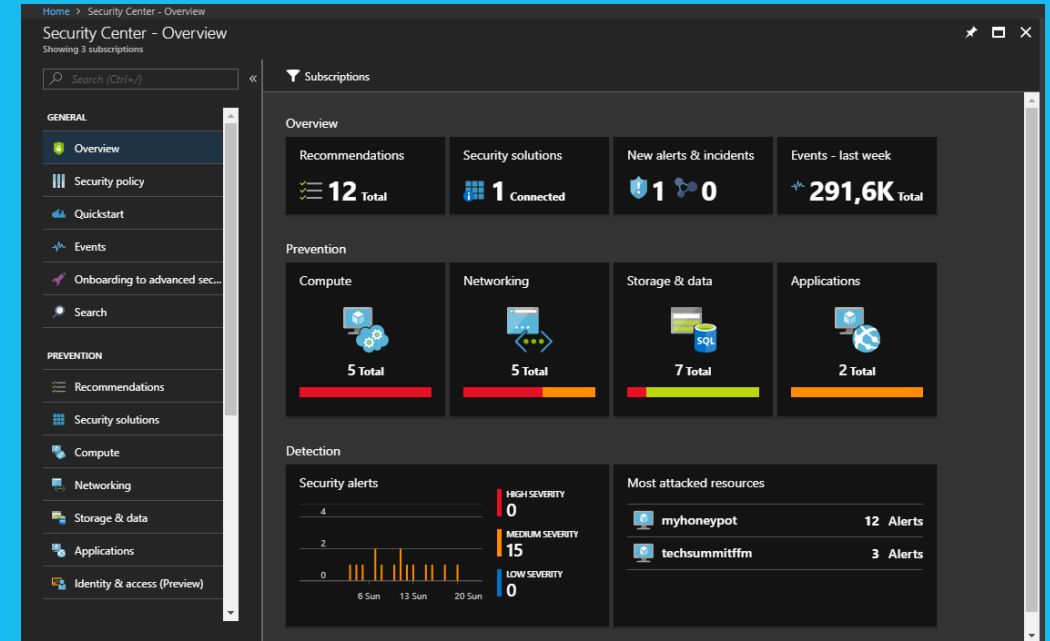 Home > Security Center - Overview
Security Center - Overview
Showing 3 subscriptions
Search (Ctrl+/)
«
Subscriptions
GENERAL
Overview
Security policy
Quickstart
Events
Onboarding to advanced sec...
Search
PREVENTION
Recommendations
Security solutions
Compute
Networking
Storage & data
Applications
Identity & access (Preview)
Overview
Recommendations
12 Total
Security solutions
1 Connected
New alerts & incidents
1 0
Events - last week
291,6K Total
Prevention
Compute
5 Total
Networking
5 Total
Storage & data
SQL
7 Total
Applications
2 Total
Detection
Security alerts
4
2
0
6 Sun 13 Sun 20 Sun
HIGH SEVERITY
0
MEDIUM SEVERITY
15
LOW SEVERITY
0
Most attacked resources
myhoneypot 12 Alerts
techsummitffm 3 Alerts